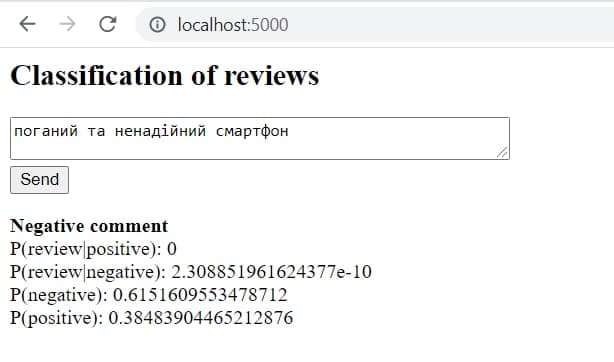 localhost:5000
Classification of reviews
поганий та ненадійний смартфон
Send
Negative comment
P(review|positive): 0
P(review|negative): 2.308851961624377e-10
P(negative): 0.6151609553478712
P(positive): 0.38483904465212876